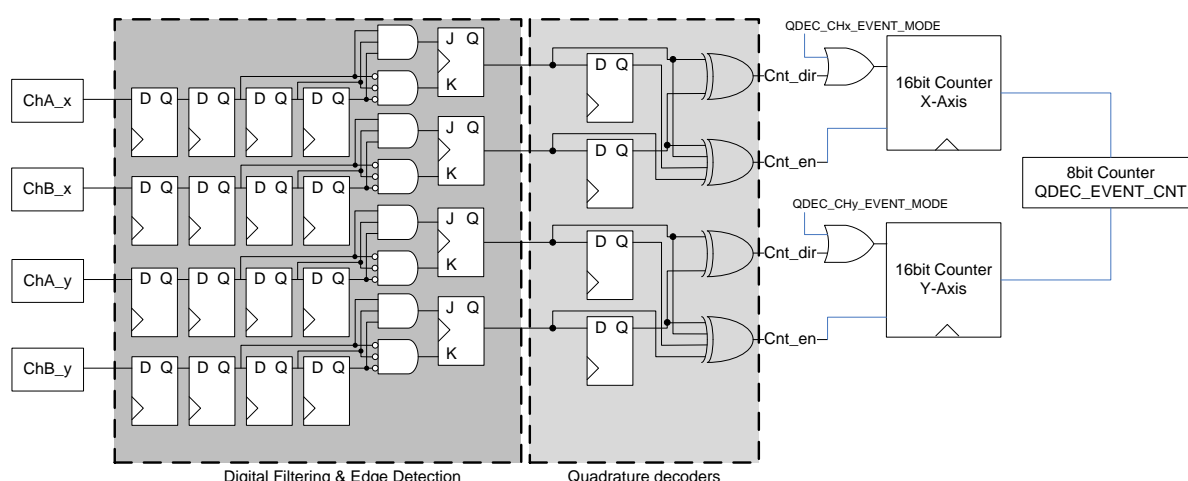 QDEC_CHx_EVENT_MODE
ChA_x
D Q D Q D Q D Q
J Q
K
D Q
Cnt_dir
16bit Counter
X-Axis
ChB_x
D Q D Q D Q D Q
J Q
K
D Q
Cnt_en
8bit Counter
QDEC_EVENT_CNT
QDEC_CHy_EVENT_MODE
ChA_y
D Q D Q D Q D Q
J Q
K
D Q
Cnt_dir
16bit Counter
Y-Axis
ChB_y
D Q D Q D Q D Q
J Q
K
D Q
Cnt_en
Digital Filtering & Edge Detection
Quadrature decoders